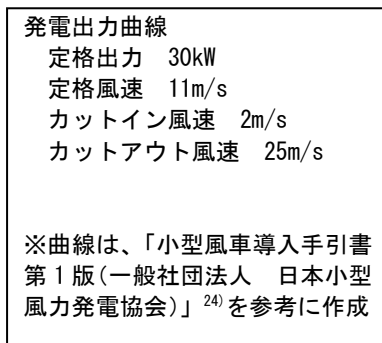 発電出力曲線
定格出力　30kW
定格風速　11m/s
カットイン風速　2m/s
カットアウト風速　25m/s
※曲線は、「小型風車導入手引書
第１版(一般社団法人　日本小型
風力発電協会)」24)を参考に作成